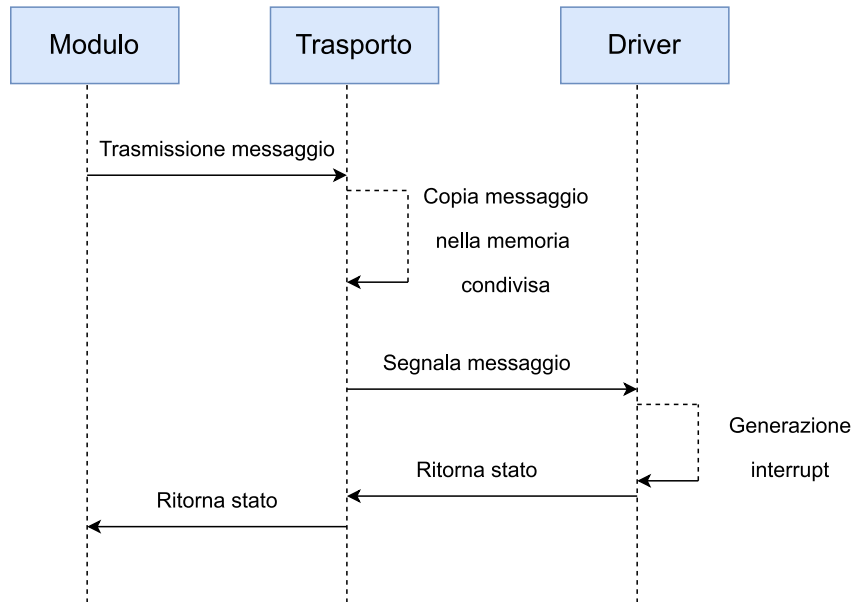 Modulo
Trasporto
Driver
Trasmissione messaggio
Copia messaggio
nella memoria
condivisa
Segnala messaggio
Generazione
interrupt
Ritorna stato
Ritorna stato